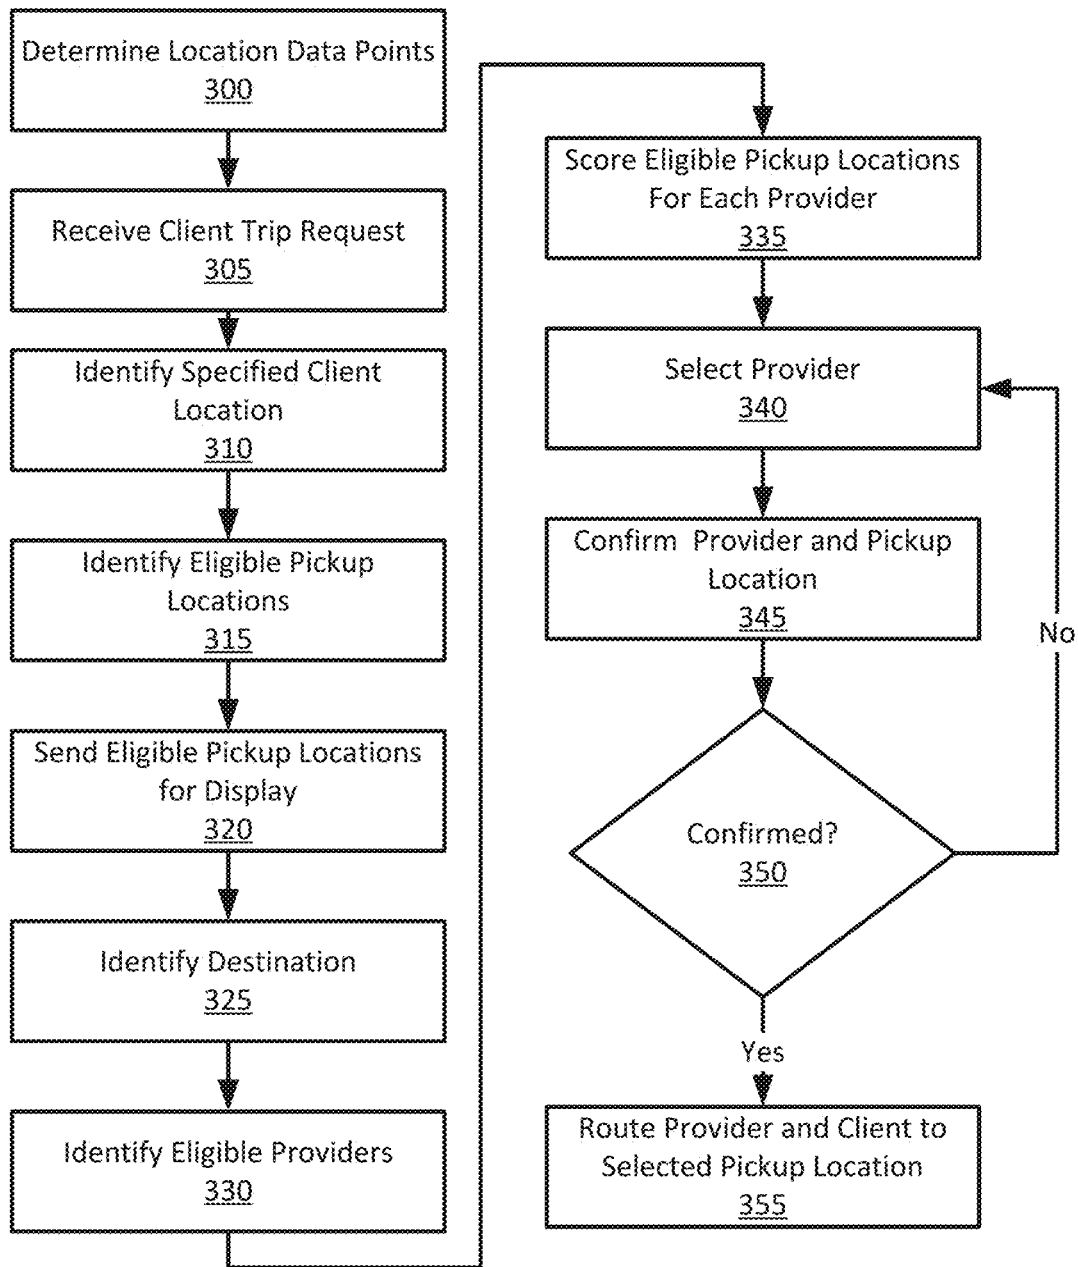 Determine Location Data Points
300
Receive Client Trip Request
305
Identify Specified Client
Location
310
Identify Eligible Pickup
Locations
315
Send Eligible Pickup Locations
for Display
320
Identify Destination
325
Identify Eligible Providers
330
Score Eligible Pickup Locations
For Each Provider
335
Select Provider
340
Confirm Provider and Pickup
Location
345
No
Confirmed?
350
Yes
Route Provider and Client to
Selected Pickup Location
355